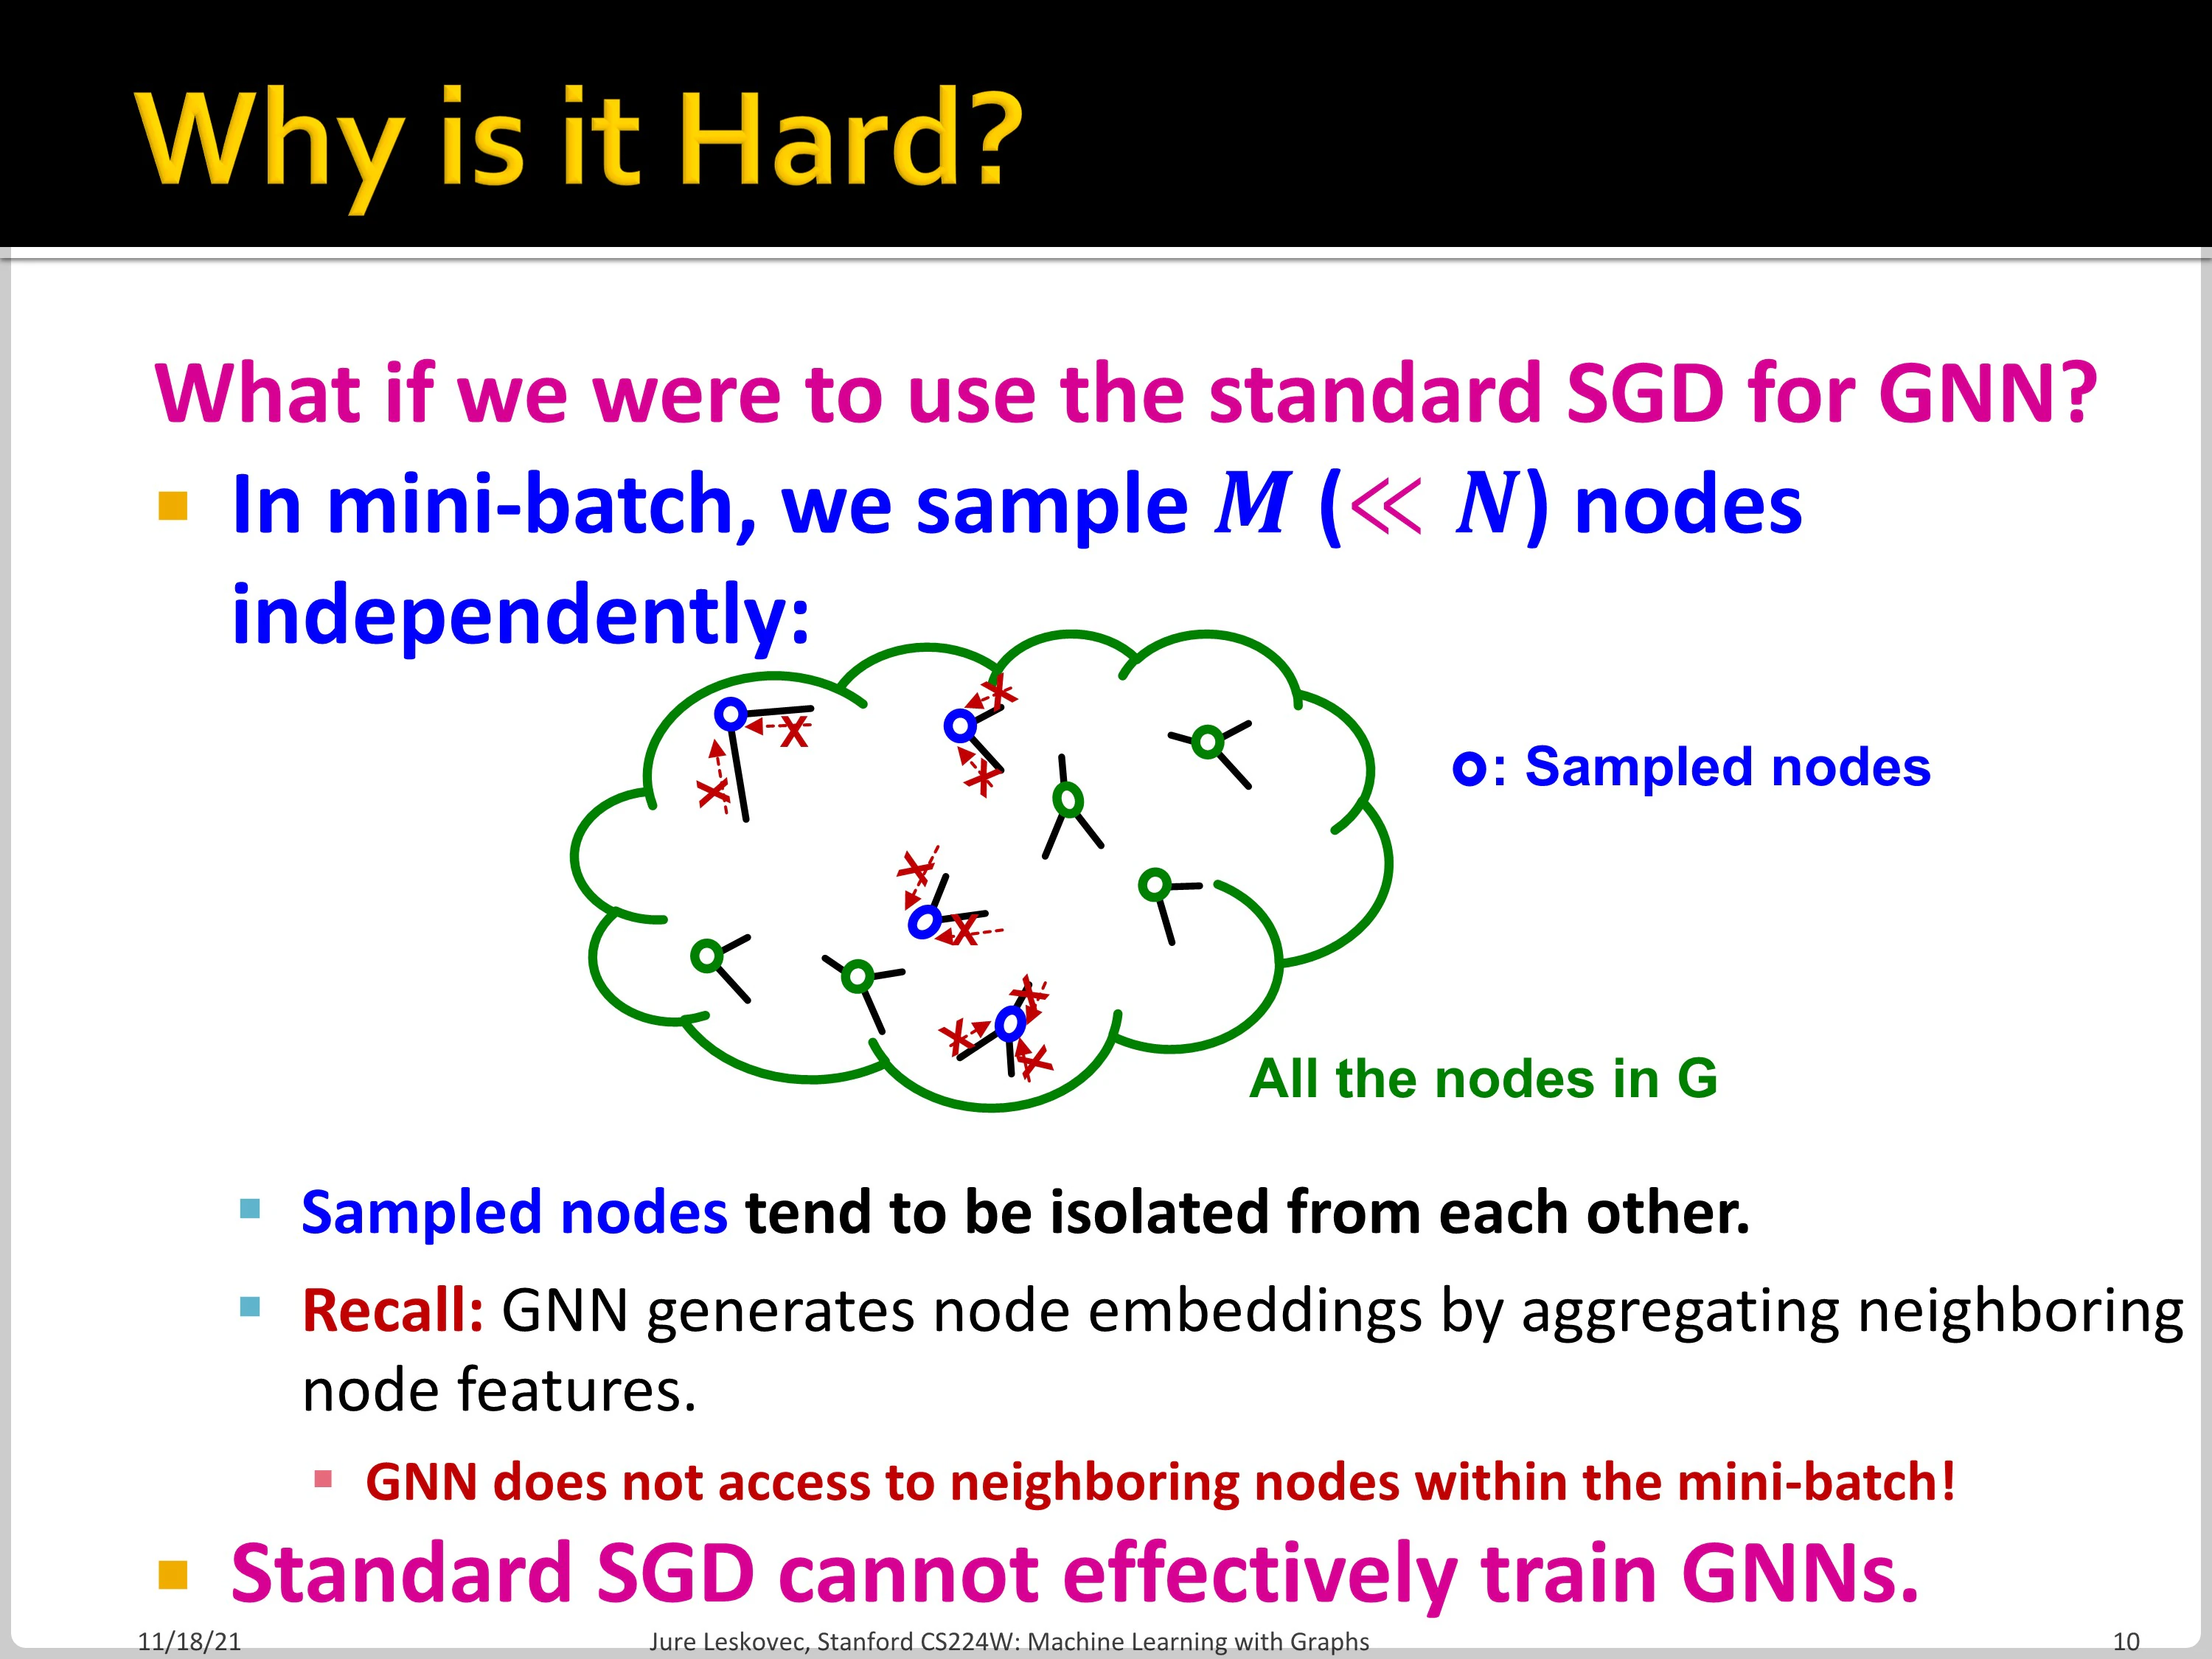 Why is it Hard?
What if we were to use the standard SGD for GNN?
In mini-batch, we sample M (≪ N) nodes
independently:
X
X
X
X
: Sampled nodes
X
X
X
X
X
All the nodes in G
Sampled nodes tend to be isolated from each other.
Recall: GNN generates node embeddings by aggregating neighboring
node features.
GNN does not access to neighboring nodes within the mini-batch!
Standard SGD cannot effectively train GNNs.
11/18/21
Jure Leskovec, Stanford CS224W: Machine Learning with Graphs
10